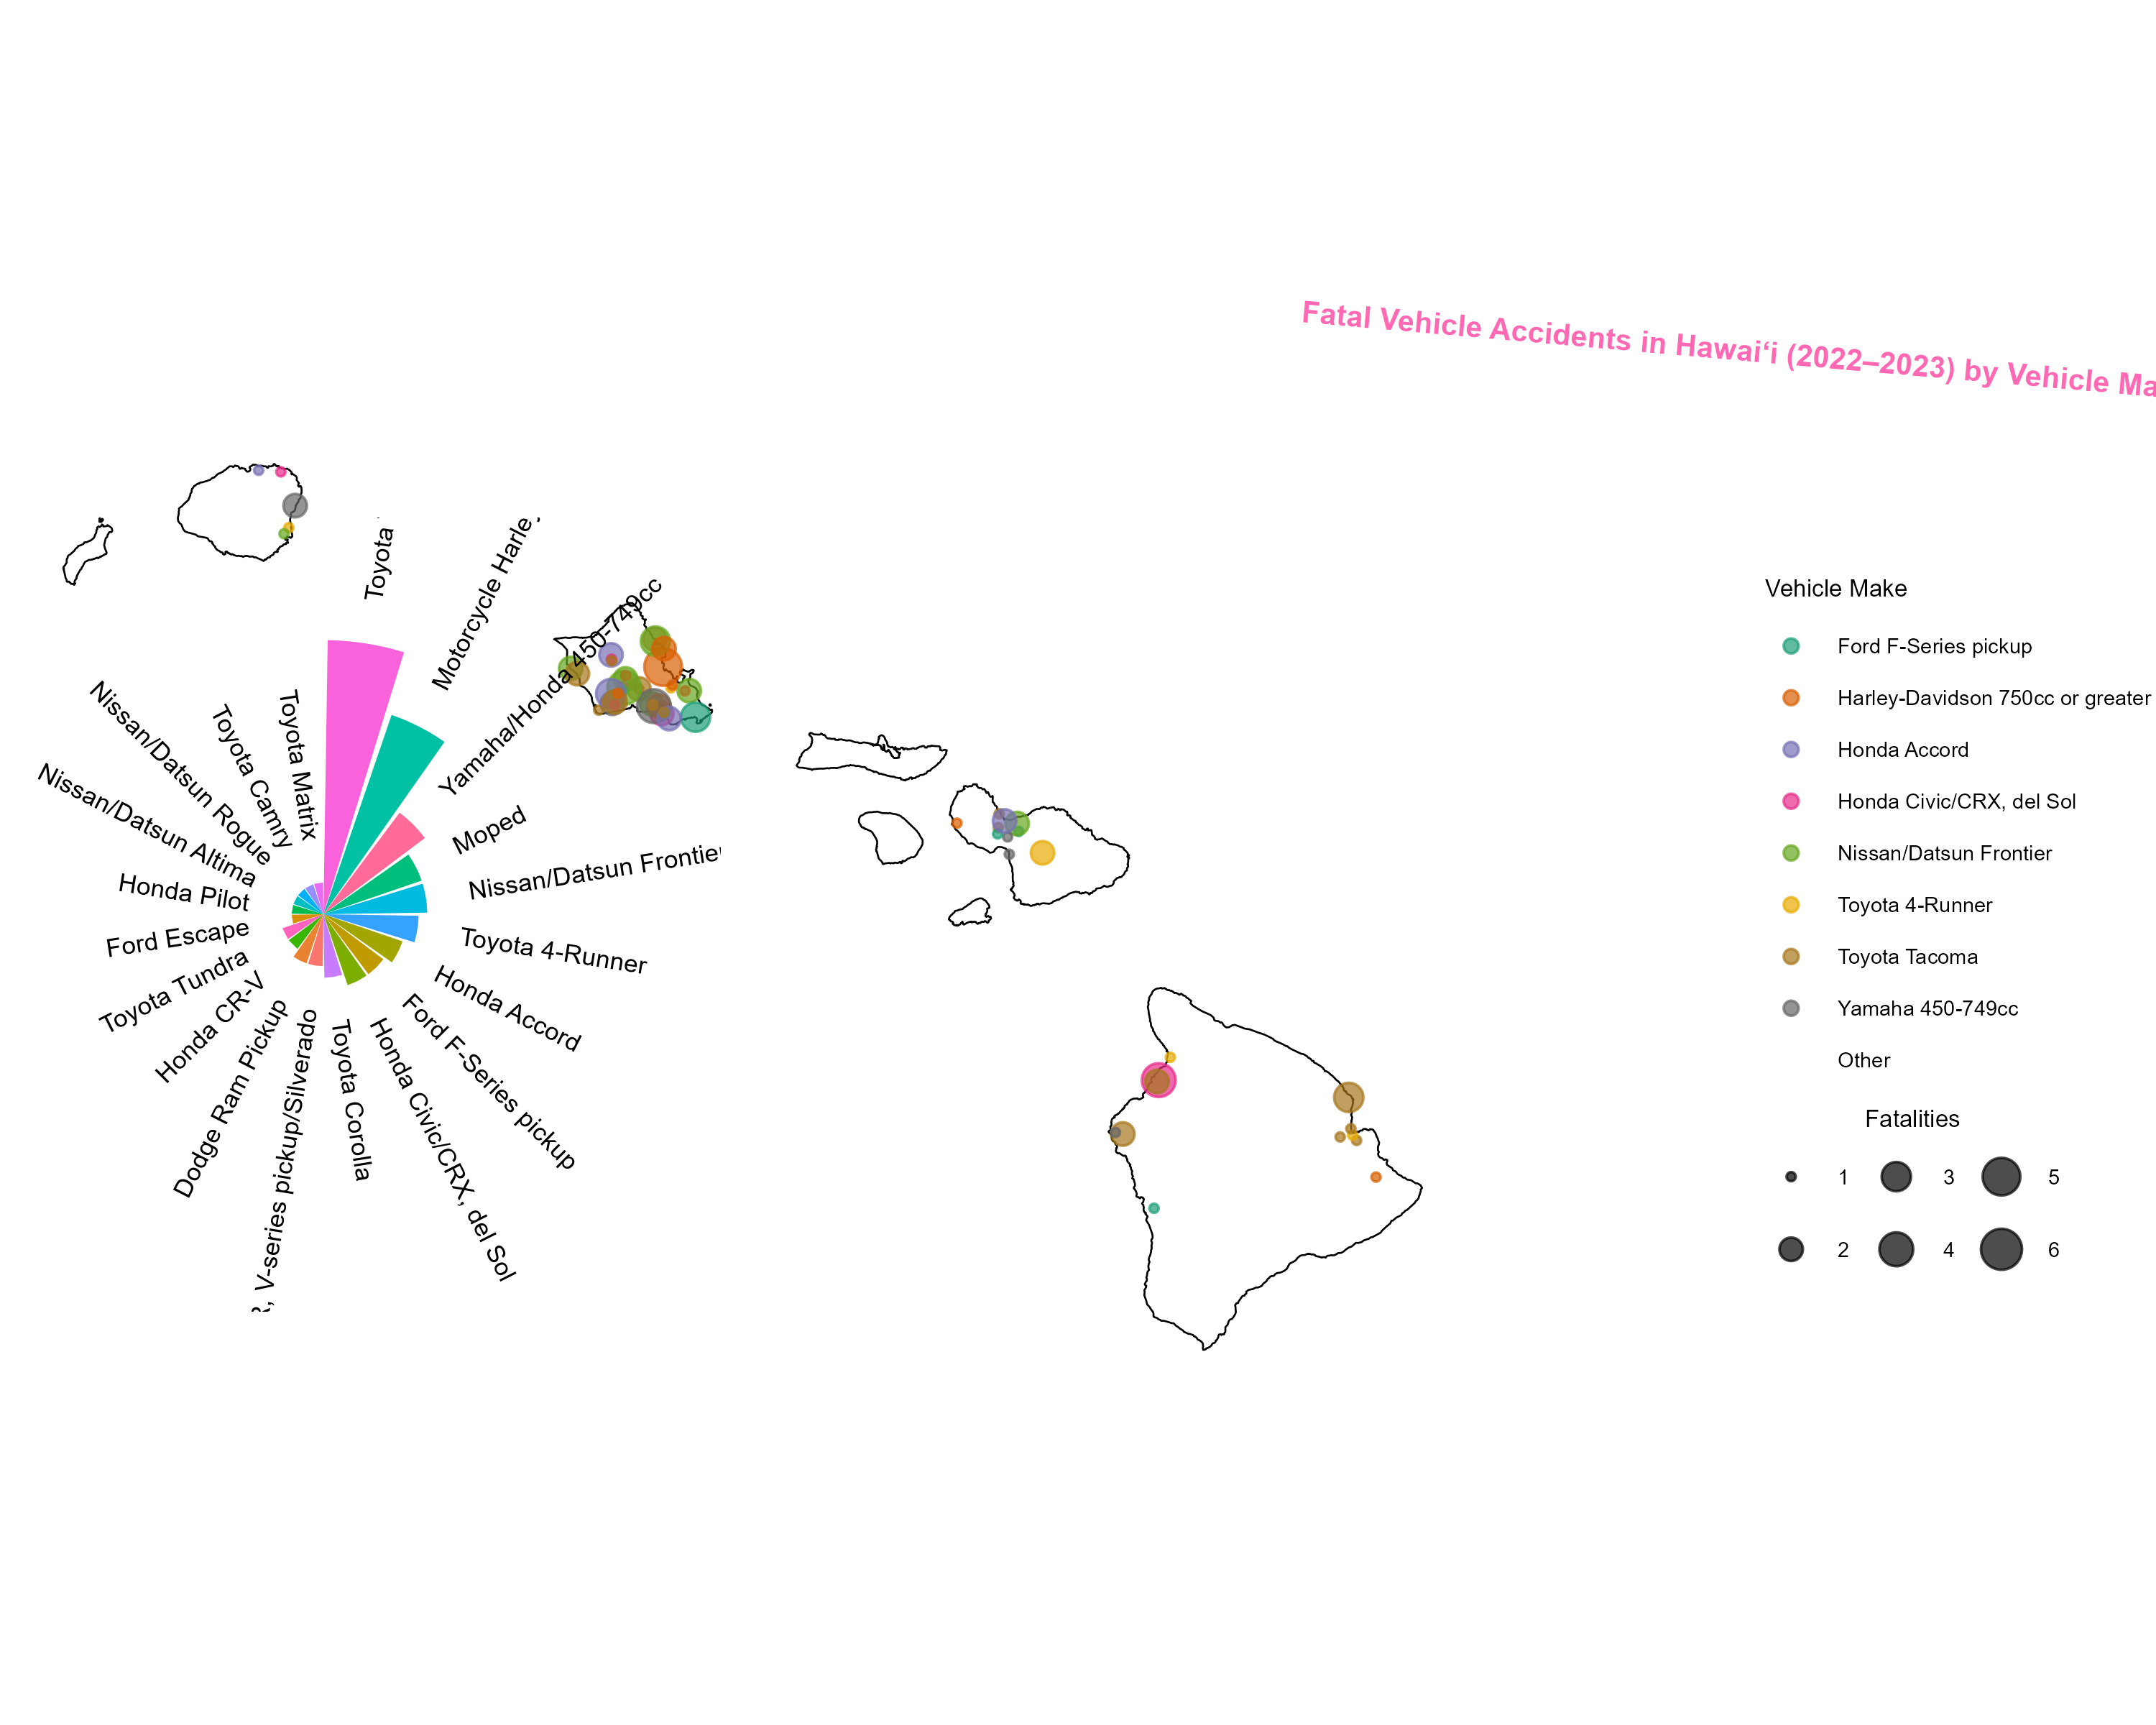 Fatal Vehicle Accidents in Hawaiʻi (2022–2023) by Vehicle
Toyota
Motorcycle
Yamaha/Honda 450-749cc
Moped
Nissan/Datsun Frontier
Toyota 4-Runner
Honda Accord
Ford F-Series pickup
Honda Civic/CRX, del Sol
Toyota Corolla
V-series pickup/Silverado
Dodge Ram Pickup
Honda CR-V
Toyota Tundra
Ford Escape
Honda Pilot
Nissan/Datsun Altima
Nissan/Datsun Rogue
Toyota Camry
Toyota Matrix
Vehicle Make
Ford F-Series pickup
Harley-Davidson 750cc or greater
Honda Accord
Honda Civic/CRX, del Sol
Nissan/Datsun Frontier
Toyota 4-Runner
Toyota Tacoma
Yamaha 450-749cc
Other
Fatalities
1 3 5
2 4 6